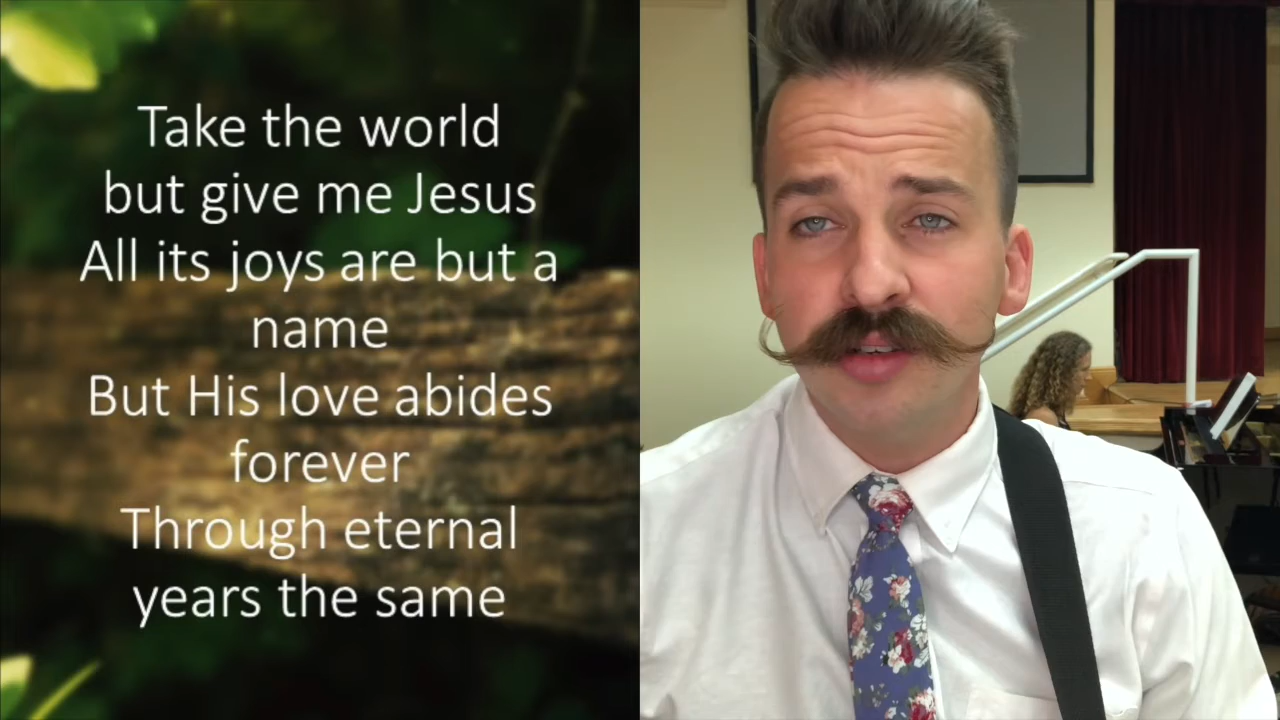 Take the world
but give me Jesus
All its joys are but a
name
But His love abides
forever
Through eternal
years the same